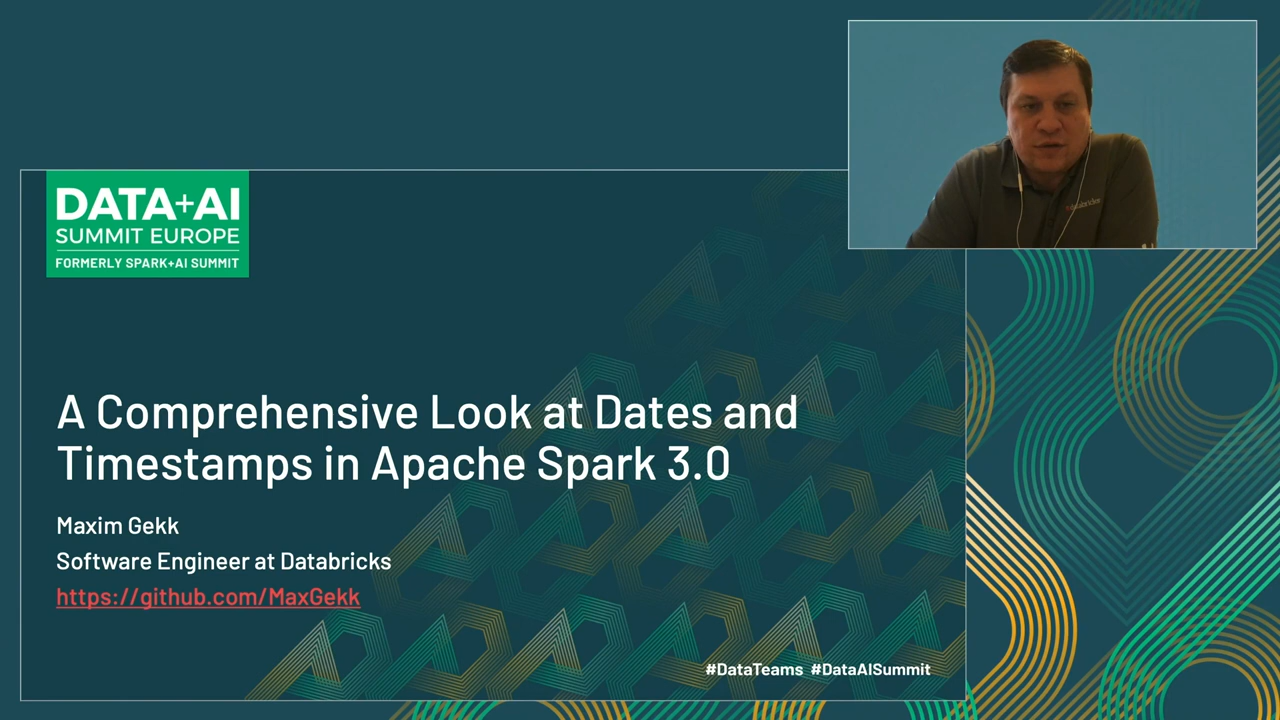 DATA+AI
SUMMIT EUROPE
FORMERLY SPARK+AI SUMMIT
A Comprehensive Look at Dates and
Timestamps in Apache Spark 3.0
Maxim Gekk
Software Engineer at Databricks
https://github.com/MaxGekk
#DataTeams #DataAISummit
databricks